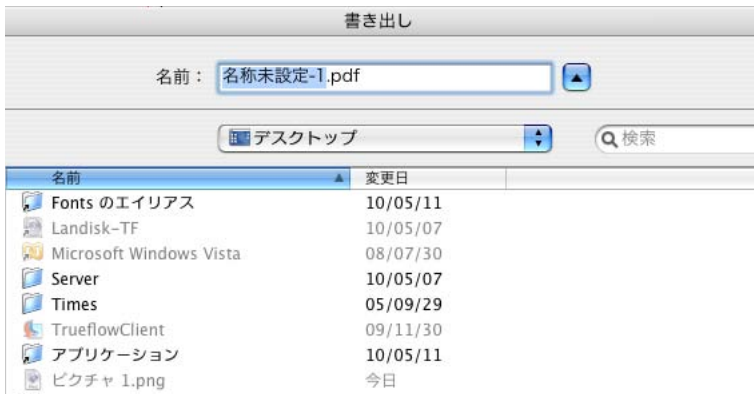 書き出し
名前： 名称未設定-1.pdf
デスクトップ 検索
名前 変更日
Fonts のエイリアス 10/05/11
Landisk-TF 10/05/07
Microsoft Windows Vista 08/07/30
Server 10/05/07
Times 05/09/29
TrueflowClient 09/11/30
アプリケーション 10/05/11
ピクチャ 1.png 今日